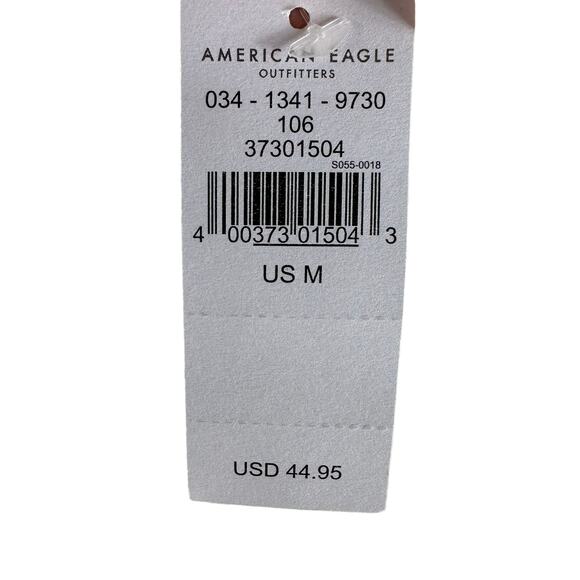 AMERICAN EAGLE
OUTFITTERS
034 - 1341 - 9730
106
37301504
S055-0018
4 00373 01504 3
US M
USD 44.95